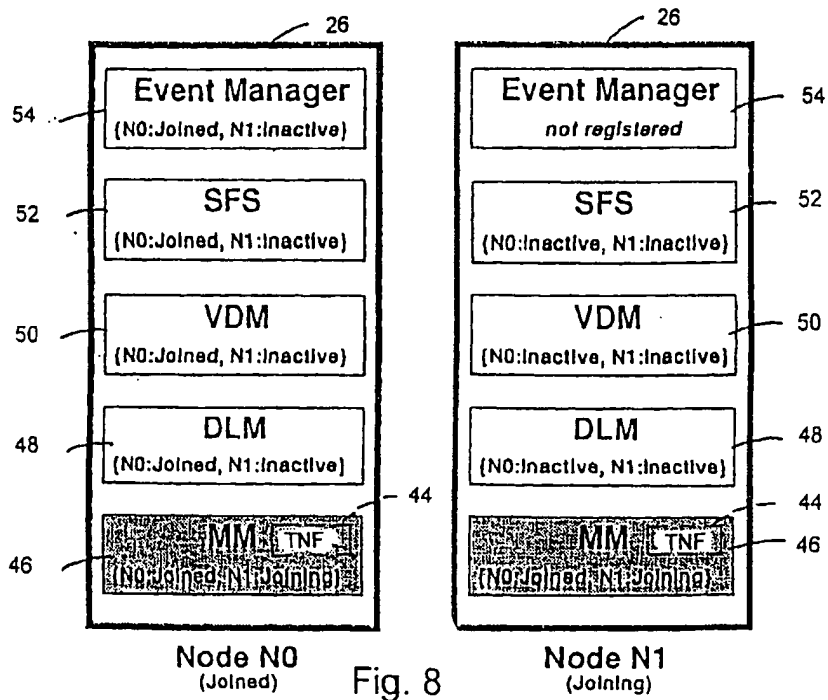 26
26
Event Manager
(N0:Joined, N1:Inactive)
54
Event Manager
not registered
54
SFS
(N0:Joined, N1:Inactive)
52
SFS
(N0:Inactive, N1:Inactive)
52
VDM
(N0:Joined, N1:Inactive)
50
VDM
(N0:Inactive, N1:Inactive)
50
DLM
(N0:Joined, N1:Inactive)
48
DLM
(N0:Inactive, N1:Inactive)
48
44
44
MM TNF
(N0:Joined, N1:Joining)
46
MM TNF
(N0:Joined, N1:Joining)
46
Node N0
(Joined)
Fig. 8
Node N1
(Joining)